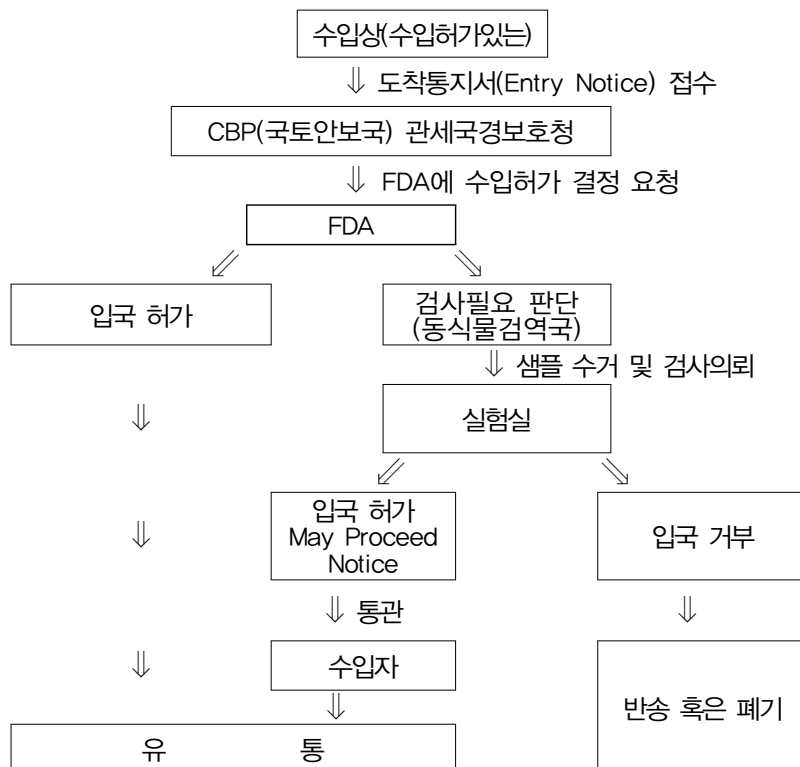 수입상(수입허가있는)
⇓ 도착통지서(Entry Notice) 접수
CBP(국토안보국) 관세국경보호청
⇓ FDA에 수입허가 결정 요청
FDA
입국 허가
검사필요 판단
(동식물검역국)
⇓ 샘플 수거 및 검사의뢰
실험실
입국 허가
May Proceed
Notice
입국 거부
⇓ 통관
수입자
반송 혹은 폐기
유 통